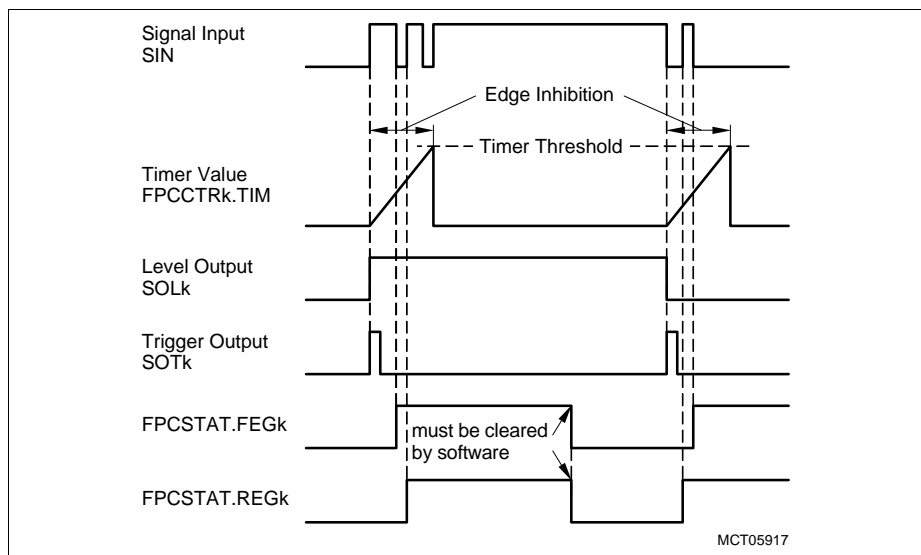 Signal Input
SIN
Edge Inhibition
Timer Threshold
Timer Value
FPCCTRk.TIM
Level Output
SOLk
Trigger Output
SOTk
FPCSTAT.FEGk
must be cleared
by software
FPCSTAT.REGk
MCT05917